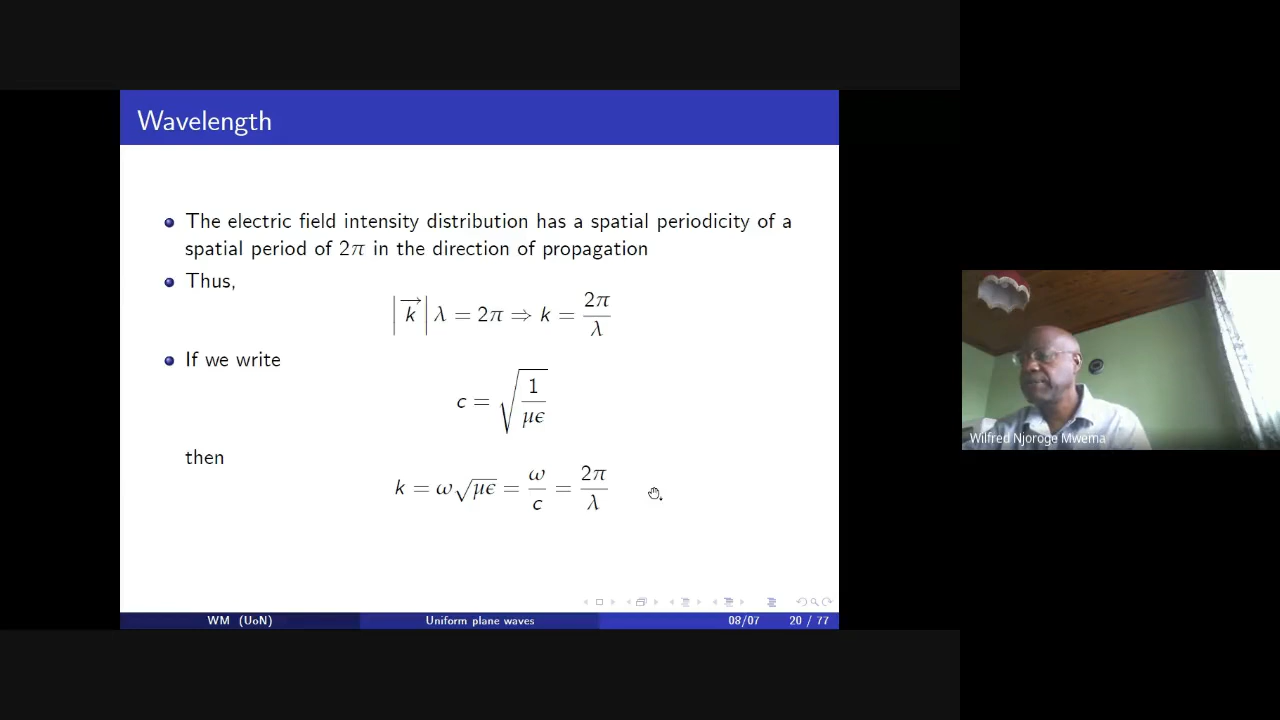 Wavelength
The electric field intensity distribution has a spatial periodicity of a
spatial period of 2π in the direction of propagation
Thus,
|k⃗| λ = 2π ⇒ k = 2π/λ
If we write
c = √(1/μϵ)
then
k = ω√μϵ = ω/c = 2π/λ
WM (UoN) Uniform plane waves 08/07 20 / 77
Wilfred Njoroge Mwema